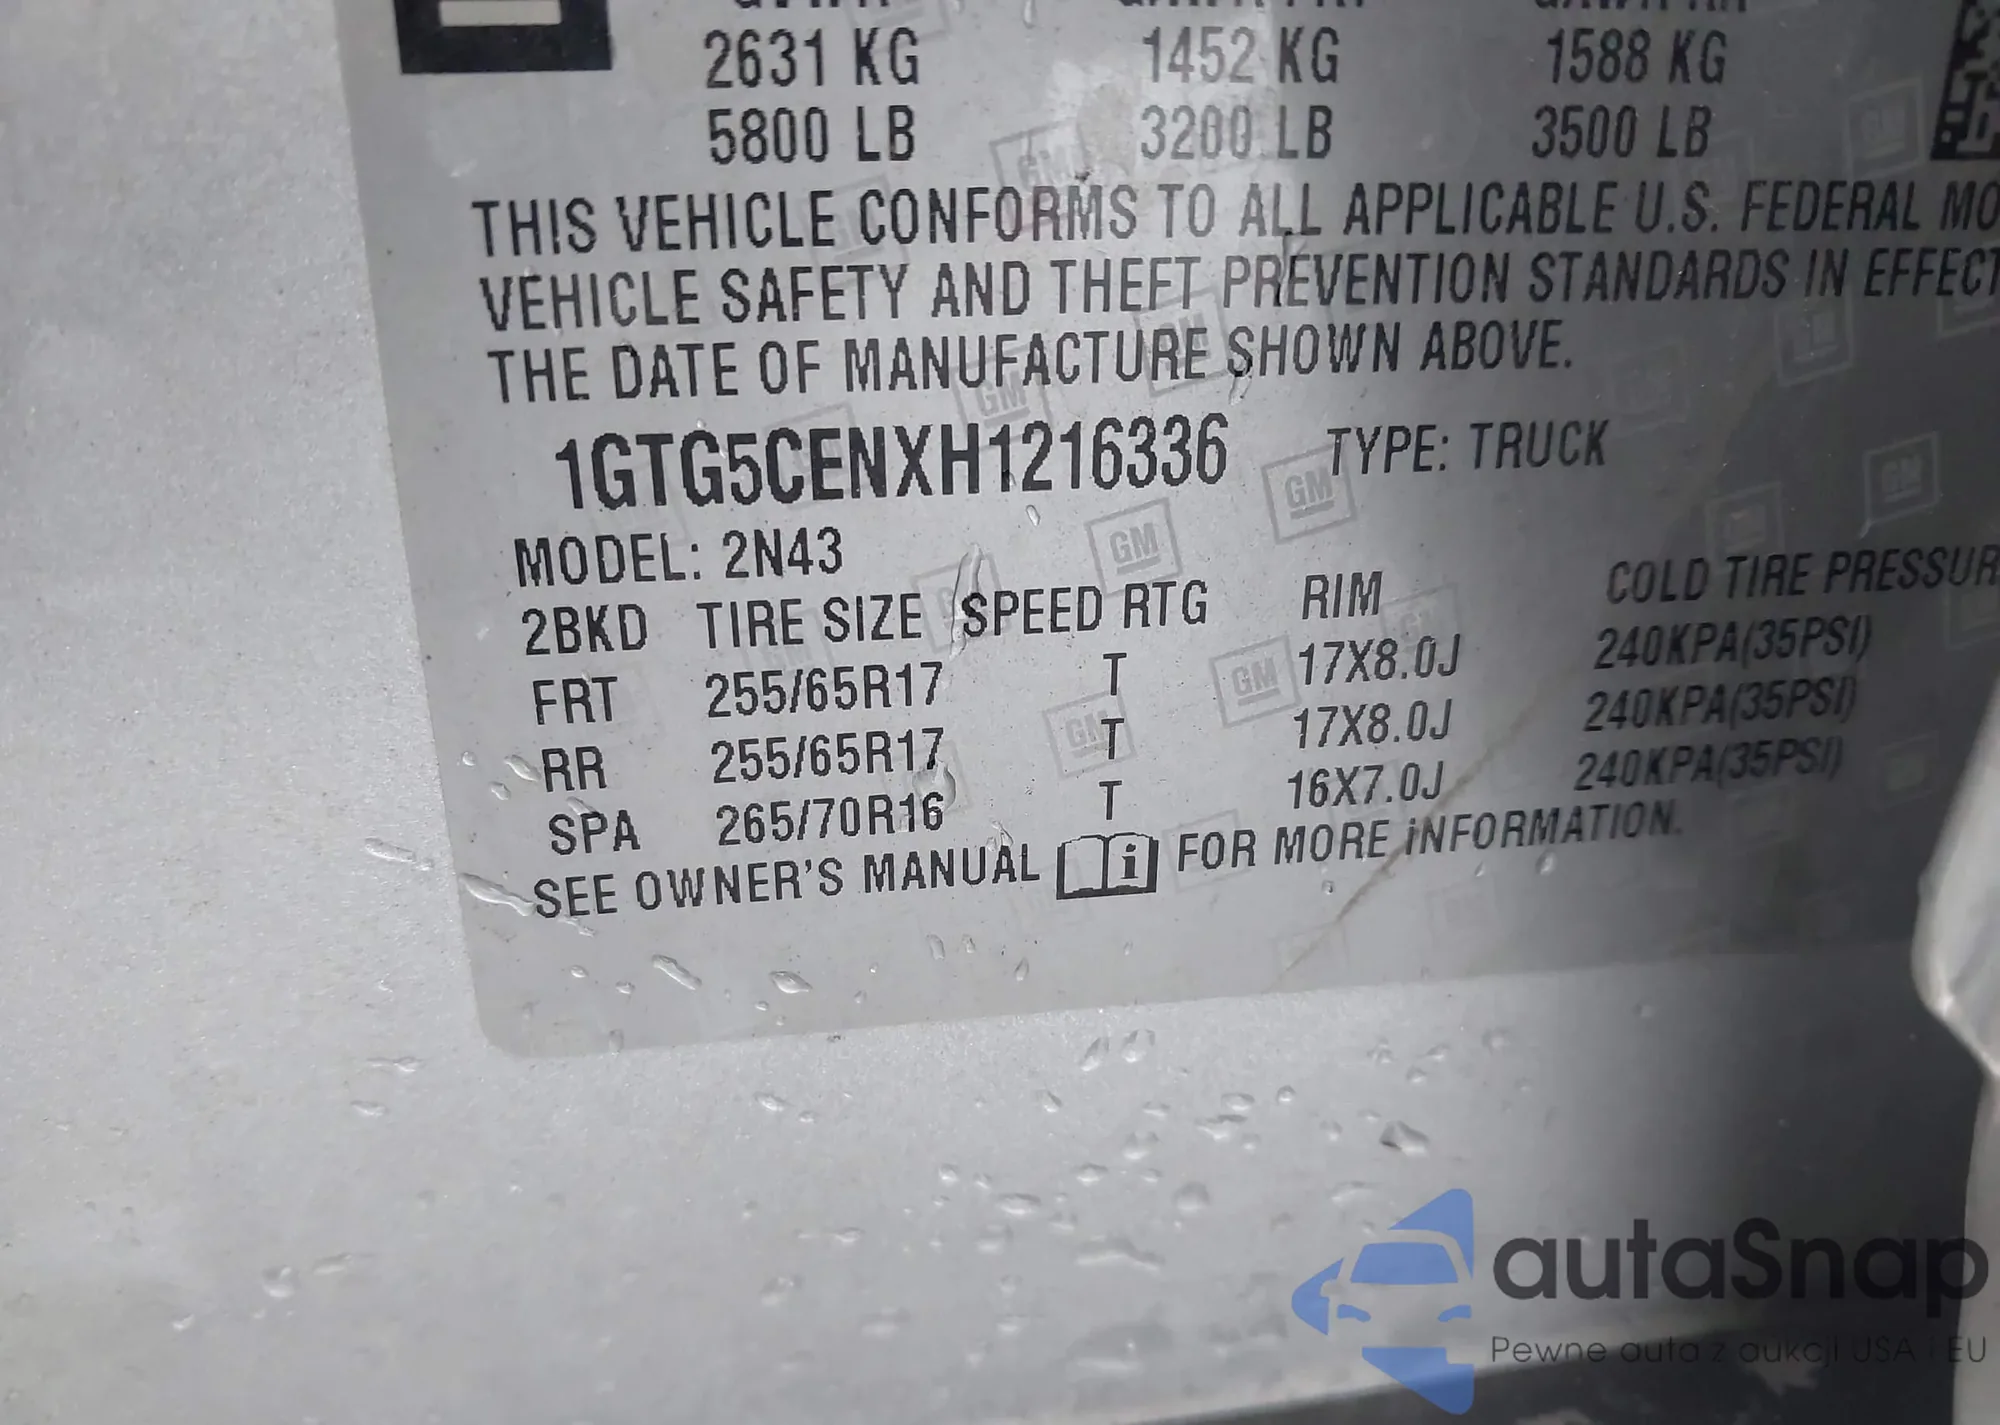 2631 KG 1452 KG 1588 KG
5800 LB 3200 LB 3500 LB
THIS VEHICLE CONFORMS TO ALL APPLICABLE U.S. FEDERAL MO
VEHICLE SAFETY AND THEFT PREVENTION STANDARDS IN EFFECT
THE DATE OF MANUFACTURE SHOWN ABOVE.
1GTG5CENXH1216336 TYPE: TRUCK
MODEL: 2N43
2BKD TIRE SIZE SPEED RTG RIM COLD TIRE PRESSUR
FRT 255/65R17 T 17X8.0J 240KPA(35PSI)
RR 255/65R17 T 17X8.0J 240KPA(35PSI)
SPA 265/70R16 T 16X7.0J 240KPA(35PSI)
SEE OWNER'S MANUAL i FOR MORE INFORMATION.
GM
autaSnap
Pewne auta z aukcji USA i EU